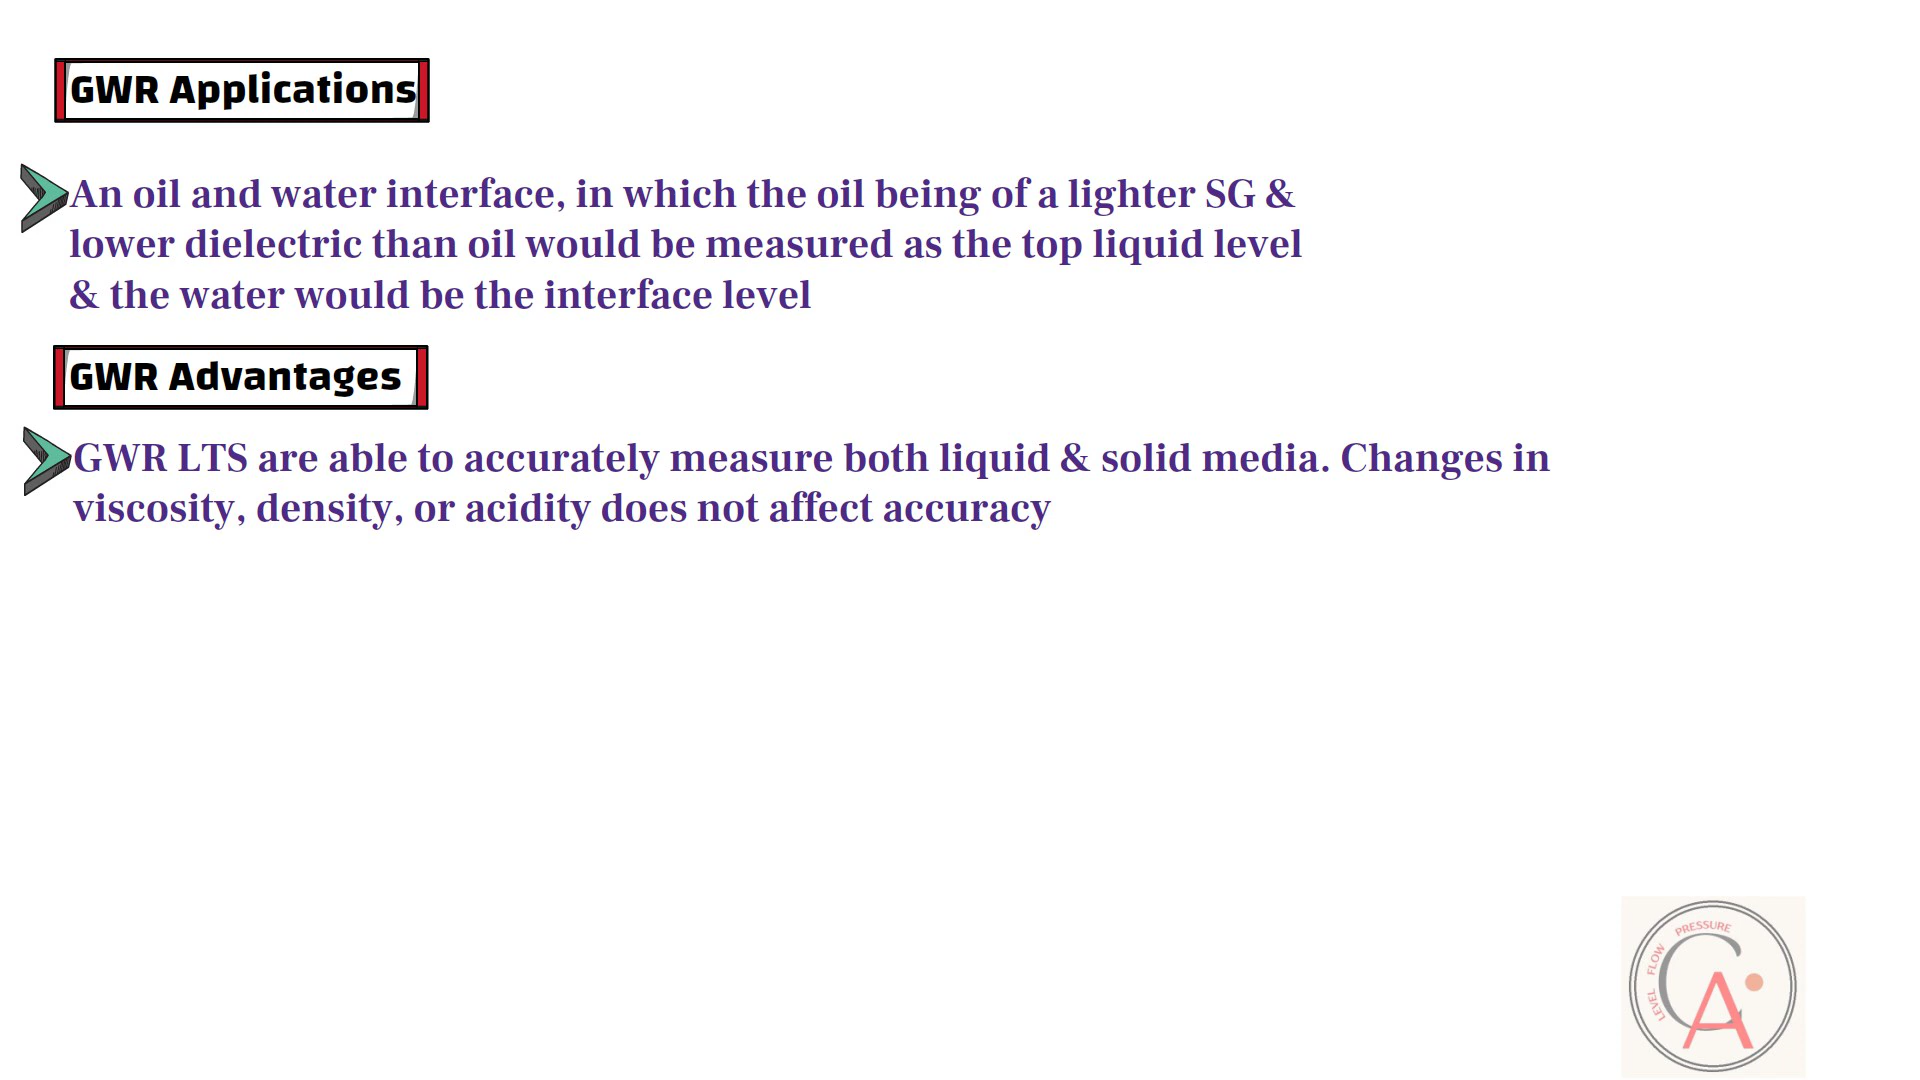 GWR Applications
An oil and water interface, in which the oil being of a lighter SG &
lower dielectric than oil would be measured as the top liquid level
& the water would be the interface level
GWR Advantages
GWR LTS are able to accurately measure both liquid & solid media. Changes in
viscosity, density, or acidity does not affect accuracy
PRESSURE
FLOW
LEVEL
CA